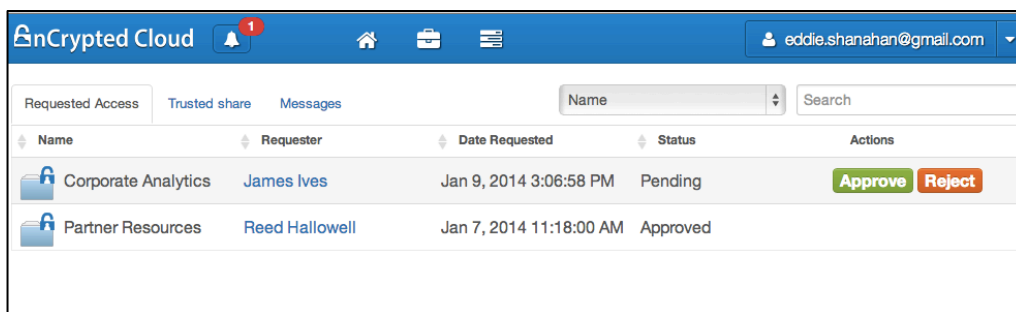 EnCrypted Cloud 1 eddie.shanahan@gmail.com
Requested Access Trusted share Messages Name Search
Name Requester Date Requested Status Actions
Corporate Analytics James Ives Jan 9, 2014 3:06:58 PM Pending Approve Reject
Partner Resources Reed Hallowell Jan 7, 2014 11:18:00 AM Approved